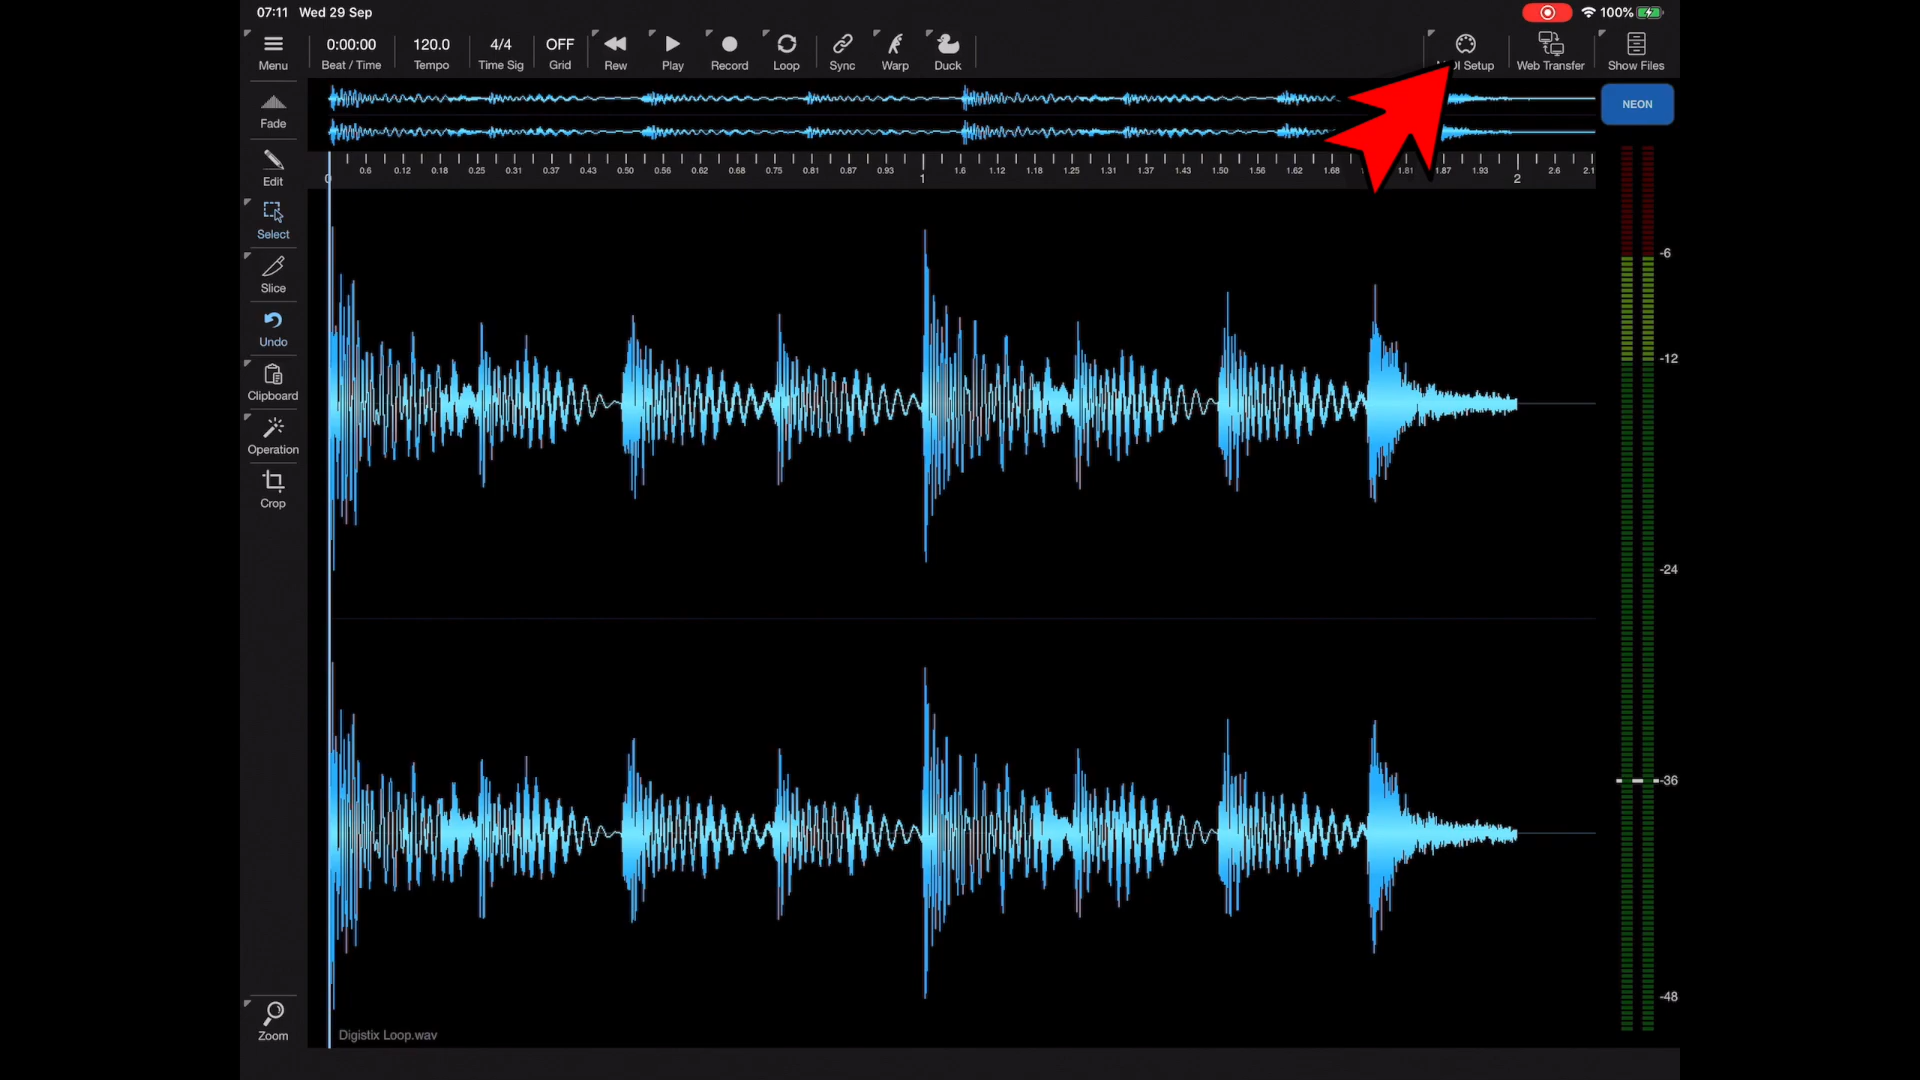 07:11 Wed 29 Sep
100%
0:00:00 120.0 4/4 OFF
Menu Beat / Time Tempo Time Sig Grid Rew Play Record Loop Sync Warp Duck Setup Web Transfer Show Files
NEON
Fade
0.6 0.12 0.18 0.25 0.31 0.37 0.43 0.50 0.56 0.62 0.68 0.75 0.81 0.87 0.93 1.6 1.12 1.18 1.25 1.31 1.37 1.43 1.50 1.56 1.62 1.68 1.81 1.87 1.93 2.6 2.1
0 1 2
Edit
Select
-6
Slice
Undo
-12
Clipboard
Operation
Crop
-24
-36
-48
Zoom
Digistix Loop.wav